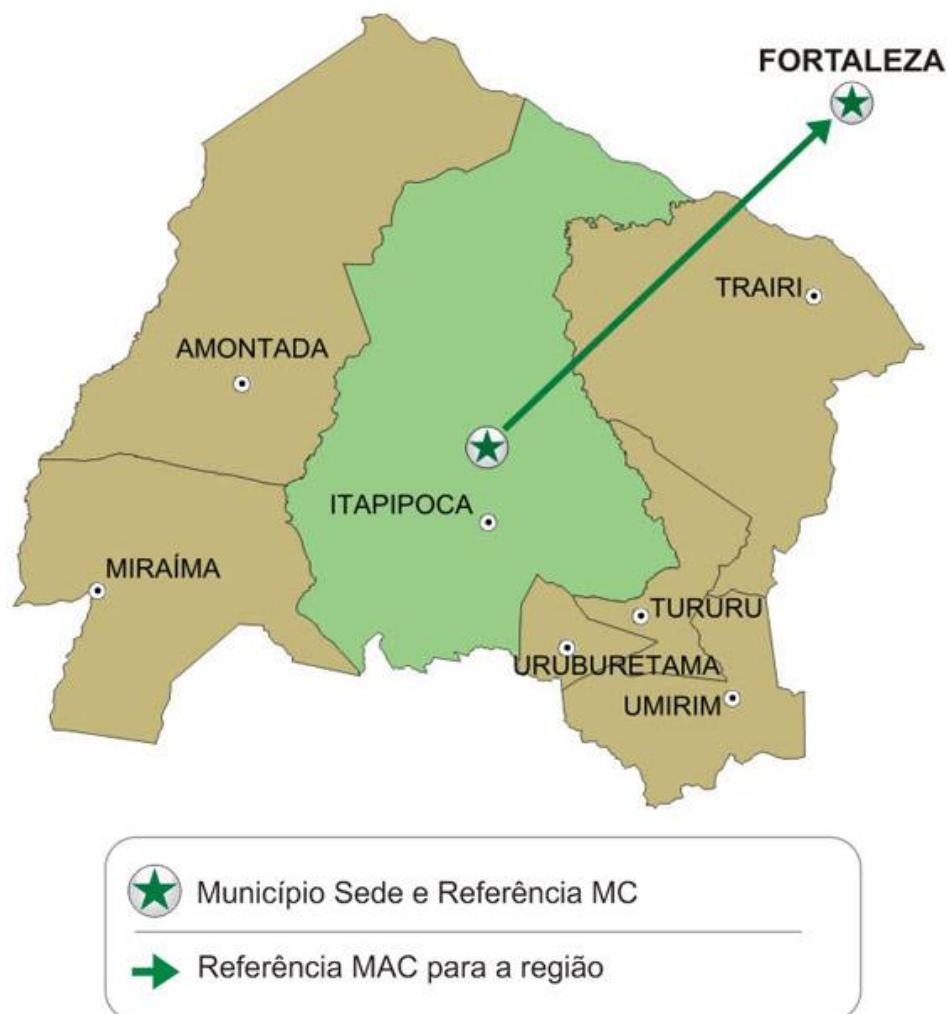 FORTALEZA
TRAIRI
AMONTADA
ITAPIPOCA
MIRAÍMA
TURURU
URUBURETAMA
UMIRIM
Município Sede e Referência MC
Referência MAC para a região